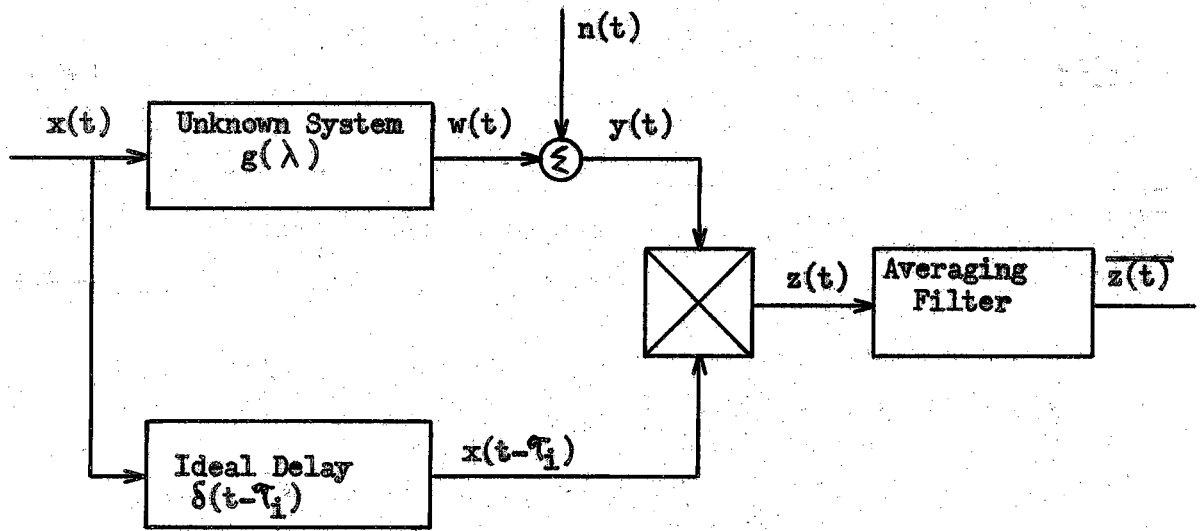 n(t)
x(t)
Unknown System
g(λ)
w(t)
Σ
y(t)
z(t)
Averaging
Filter
z(t)
Ideal Delay
δ(t-τi)
x(t-τi)